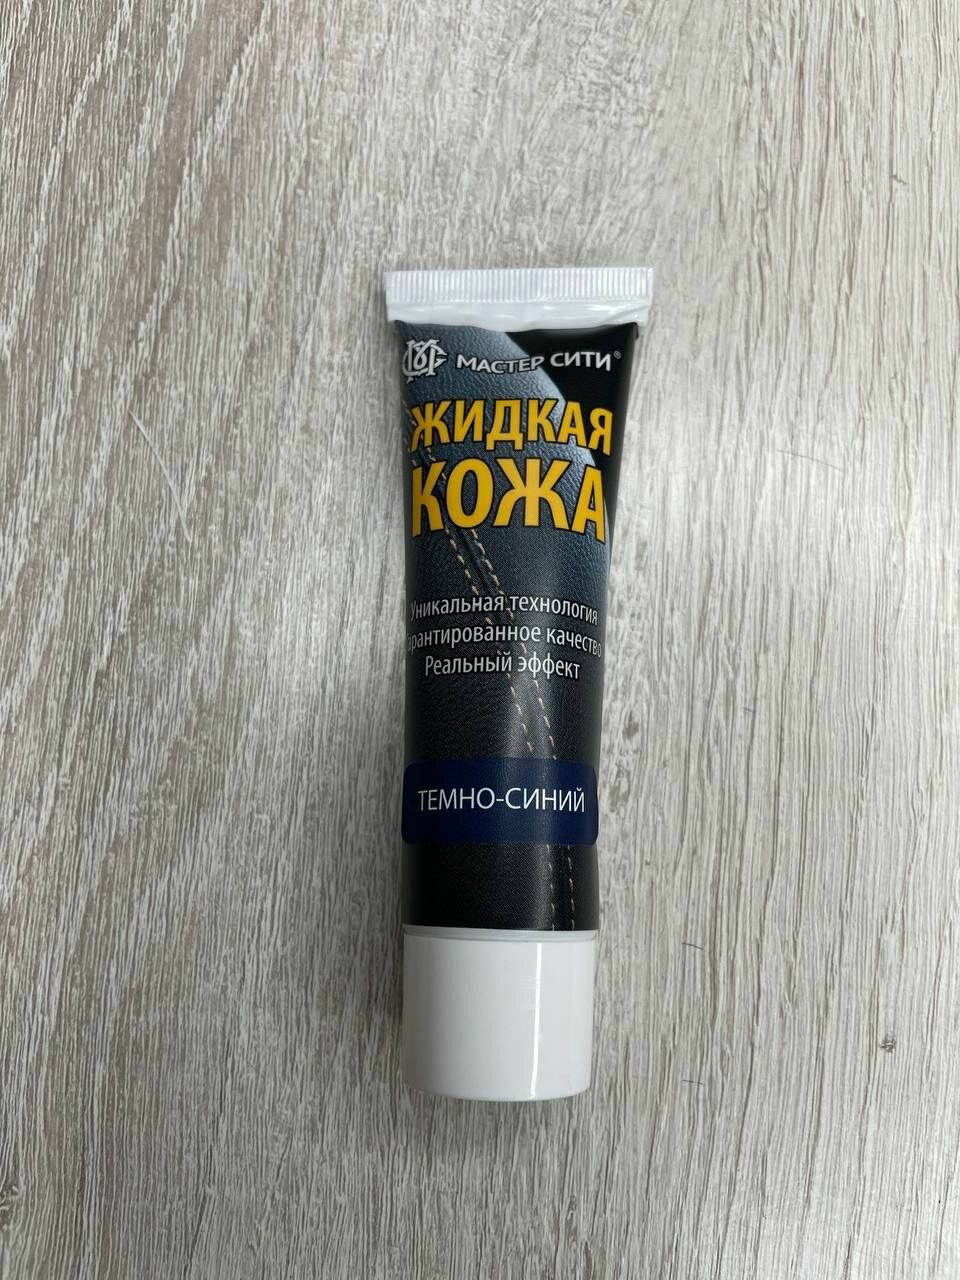 МАСТЕР СИТИ®
ЖИДКАЯ
КОЖА
Уникальная технология
арантированное качество
Реальный эффект
ТЕМНО-СИНИЙ